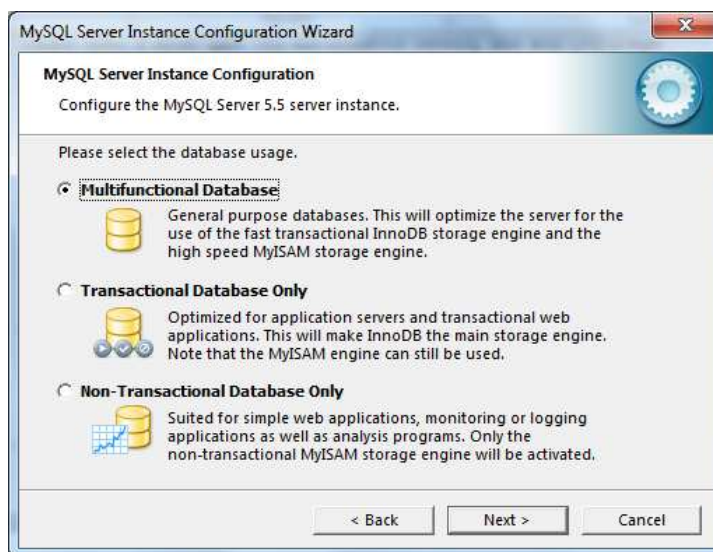 MySQL Server Instance Configuration Wizard
MySQL Server Instance Configuration
Configure the MySQL Server 5.5 server instance.
Please select the database usage.
Multifunctional Database
General purpose databases. This will optimize the server for the
use of the fast transactional InnoDB storage engine and the
high speed MyISAM storage engine.
Transactional Database Only
Optimized for application servers and transactional web
applications. This will make InnoDB the main storage engine.
Note that the MyISAM engine can still be used.
Non-Transactional Database Only
Suited for simple web applications, monitoring or logging
applications as well as analysis programs. Only the
non-transactional MyISAM storage engine will be activated.
< Back
Next >
Cancel